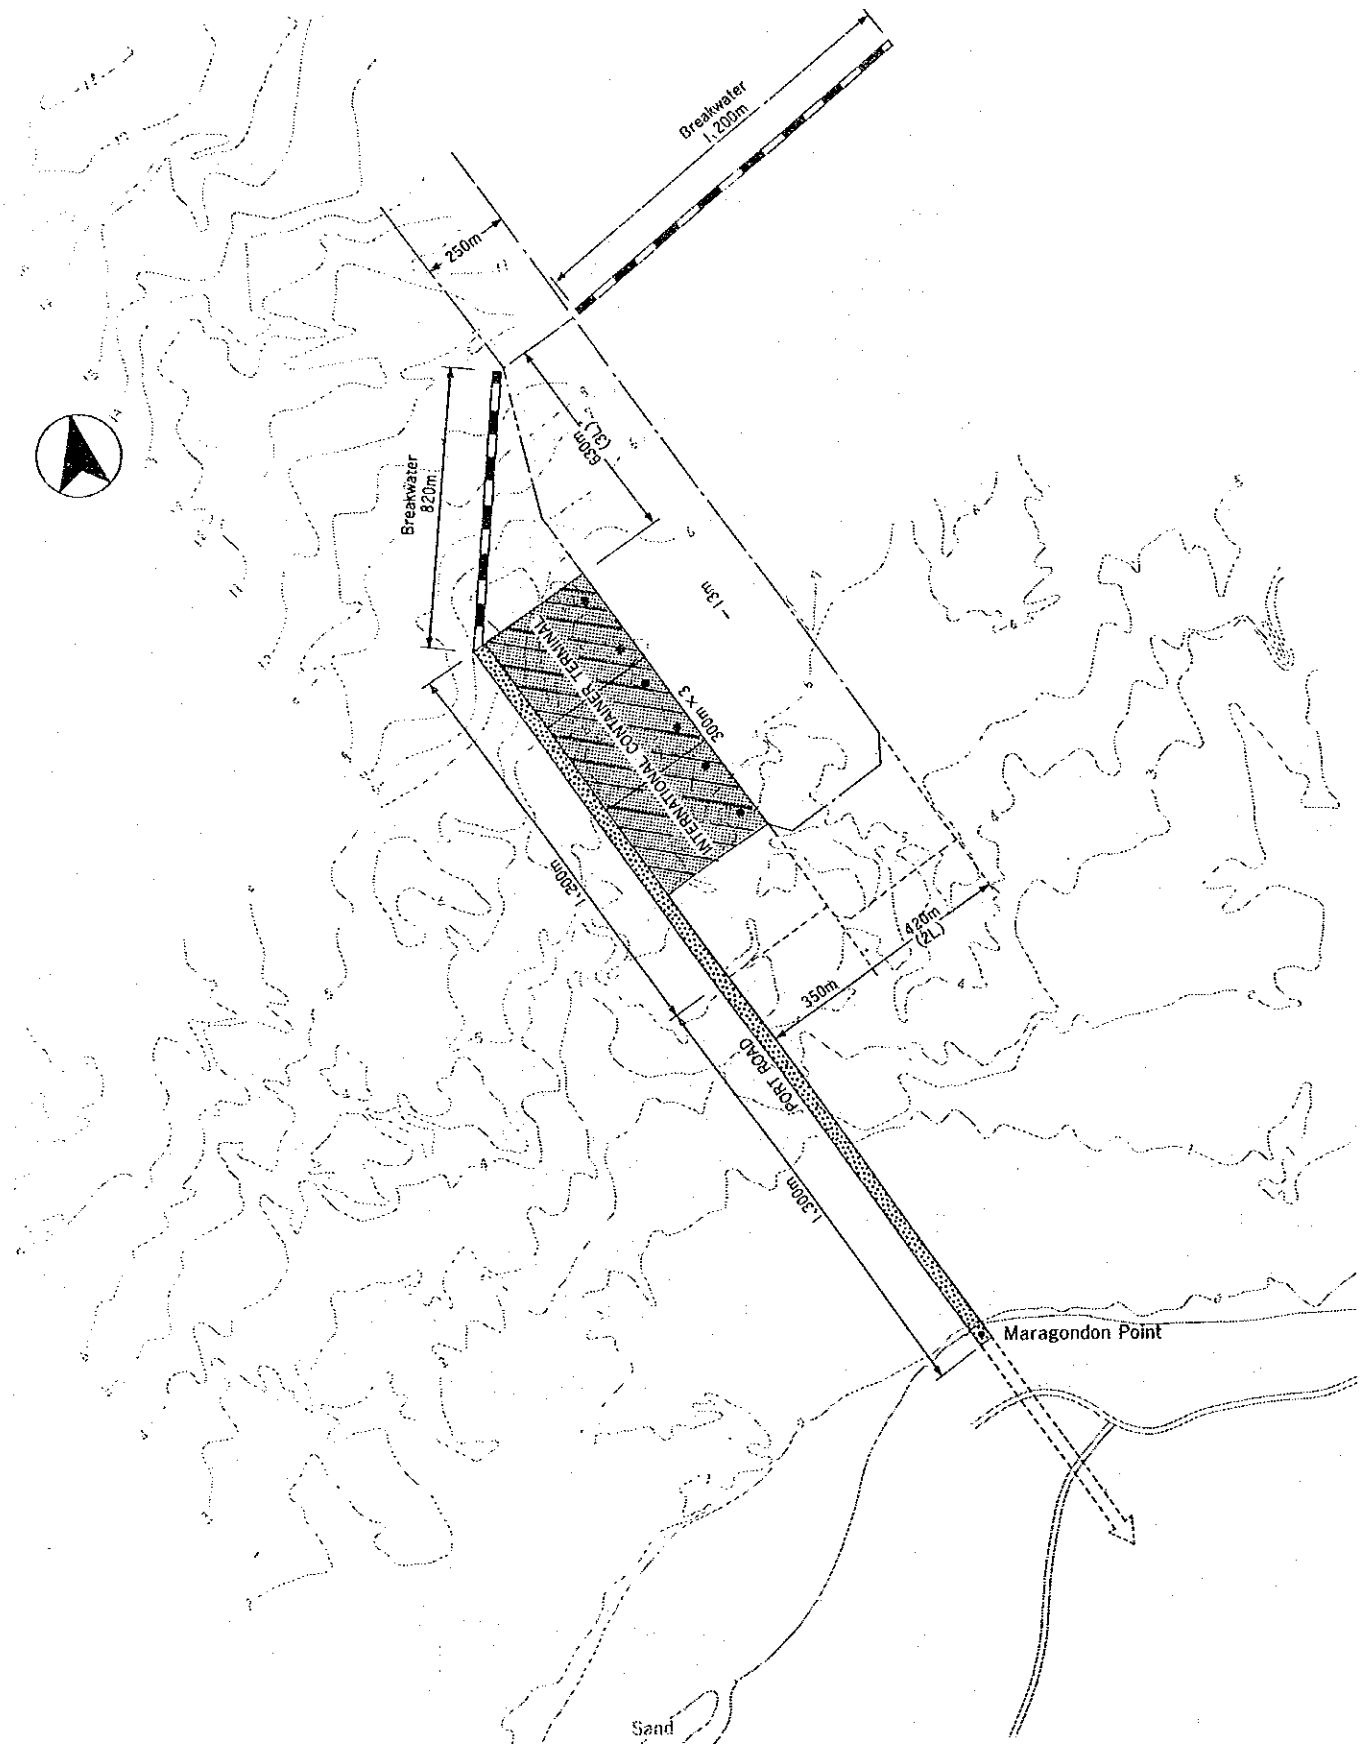 Breakwater
1,200m
250m
630m
(3L)
Breakwater
820m
-13m
INTERNATIONAL CONTAINER TERMINAL
300m × 3
1,200m
420m
(2L)
350m
PORT ROAD
1,300m
Maragondon Point
Sand